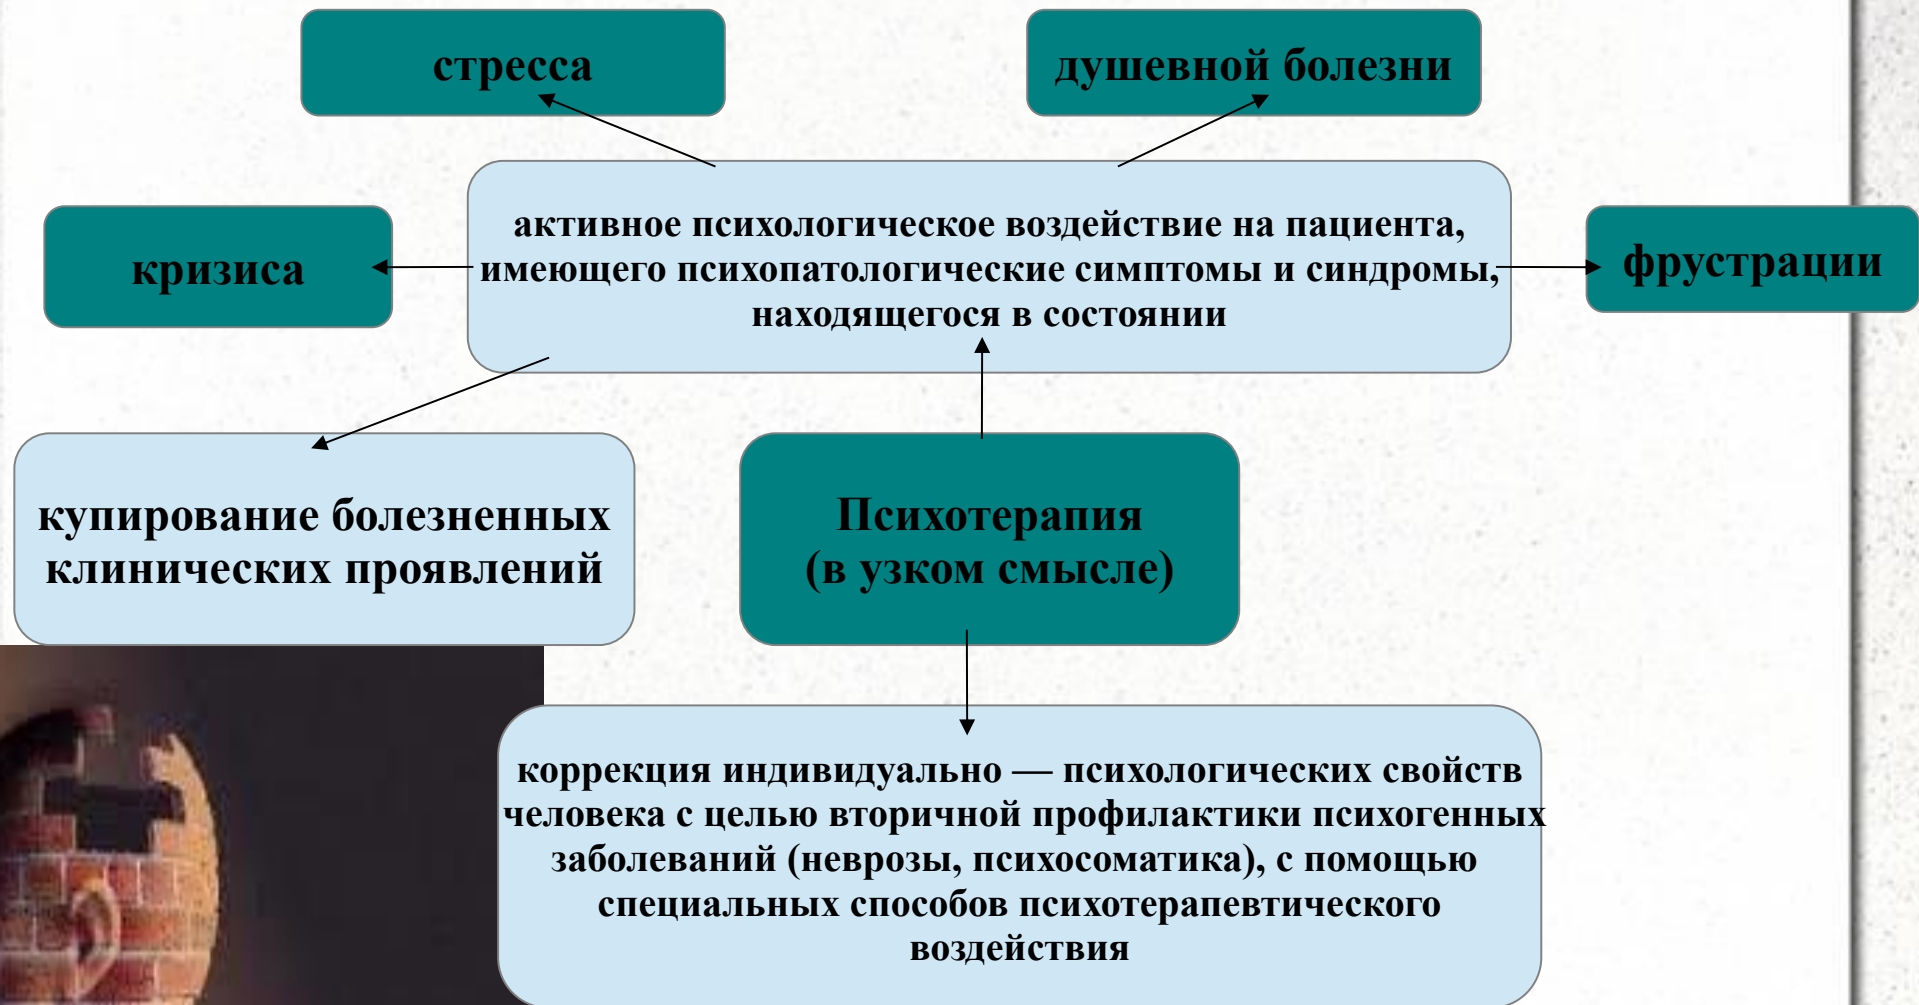 стресса
душевной болезни
активное психологическое воздействие на пациента,
имеющего психопатологические симптомы и синдромы,
находящегося в состоянии
кризиса
фрустрации
купирование болезненных
клинических проявлений
Психотерапия
(в узком смысле)
коррекция индивидуально — психологических свойств
человека с целью вторичной профилактики психогенных
заболеваний (неврозы, психосоматика), с помощью
специальных способов психотерапевтического
воздействия